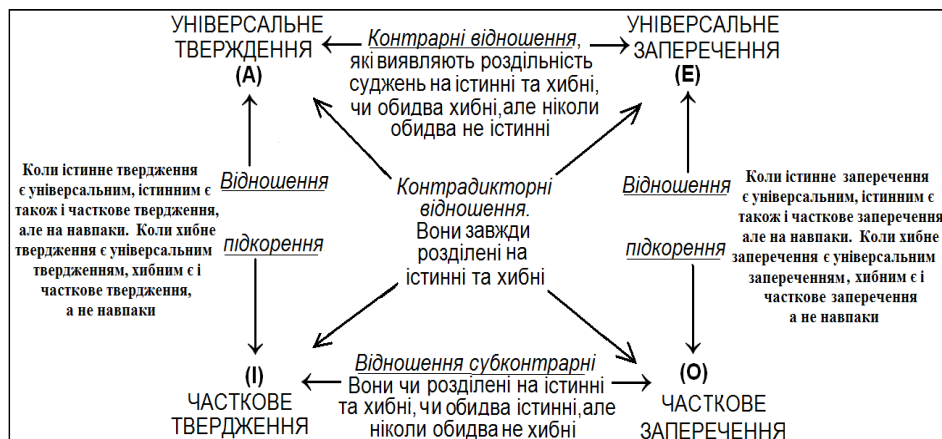 УНІВЕРСАЛЬНЕ
ТВЕРЖДЕННЯ
(А)
Контрарні відношення,
які виявляють роздільність
суджень на істинні та хибні,
чи обидва хибні, але ніколи
обидва не істинні
УНІВЕРСАЛЬНЕ
ЗАПЕРЕЧЕННЯ
(Е)
Коли істинне твердження
є універсальним, істинним є
також і часткове твердження,
але на навпаки. Коли хибне
твердження є універсальним
твердженням, хибним є і
часткове твердження,
а не навпаки
Відношення
підкорення
Контрадикторні
відношення.
Вони завжди
розділені на
істинні та хибні
Відношення
підкорення
Коли істинне заперечення
є універсальним, істинним є
також і часткове заперечення
але на навпаки. Коли хибне
заперечення є універсальним
запереченням, хибним є і
часткове заперечення
а не навпаки
(І)
ЧАСТКОВЕ
ТВЕРДЖЕННЯ
Відношення субконтрарні
Вони чи розділені на істинні
та хибні, чи обидва істинні, але
ніколи обидва не хибні
(О)
ЧАСТКОВЕ
ЗАПЕРЕЧЕННЯ